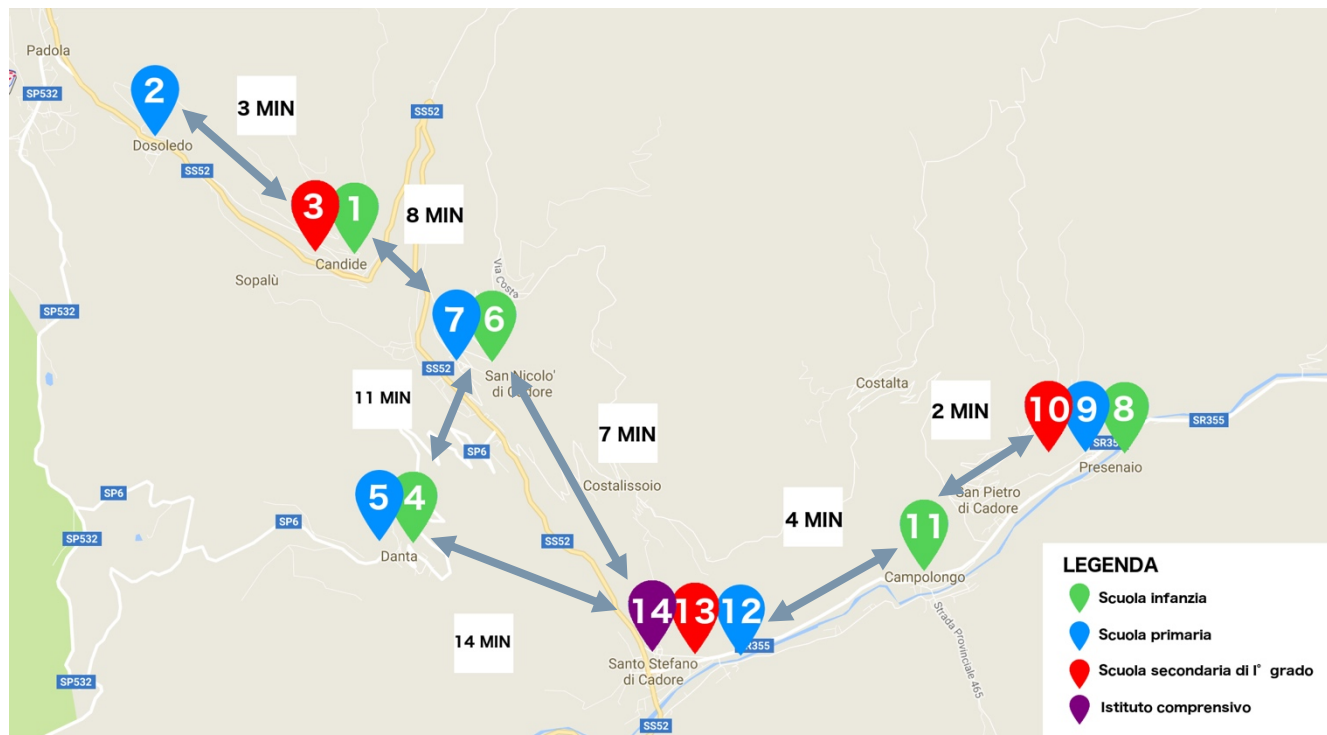 Padola
SP532
2
3 MIN
SS52
Dosoledo
SS52
3
1
8 MIN
Candide
Sopalù
Via Costa
SP532
7
6
SS52
San Nicolo'
di Cadore
11 MIN
Costalta
2 MIN
10
9
8
SR355
Presenaio
7 MIN
SP6
Costalissoio
5
4
SP6
SP6
Danta
SP532
SS52
4 MIN
San Pietro
di Cadore
11
Campolongo
14 MIN
14
13
12
SR355
Santo Stefano
di Cadore
Strada Provinciale 465
SP532
SS52
LEGENDA
Scuola infanzia
Scuola primaria
Scuola secondaria di I° grado
Istituto comprensivo